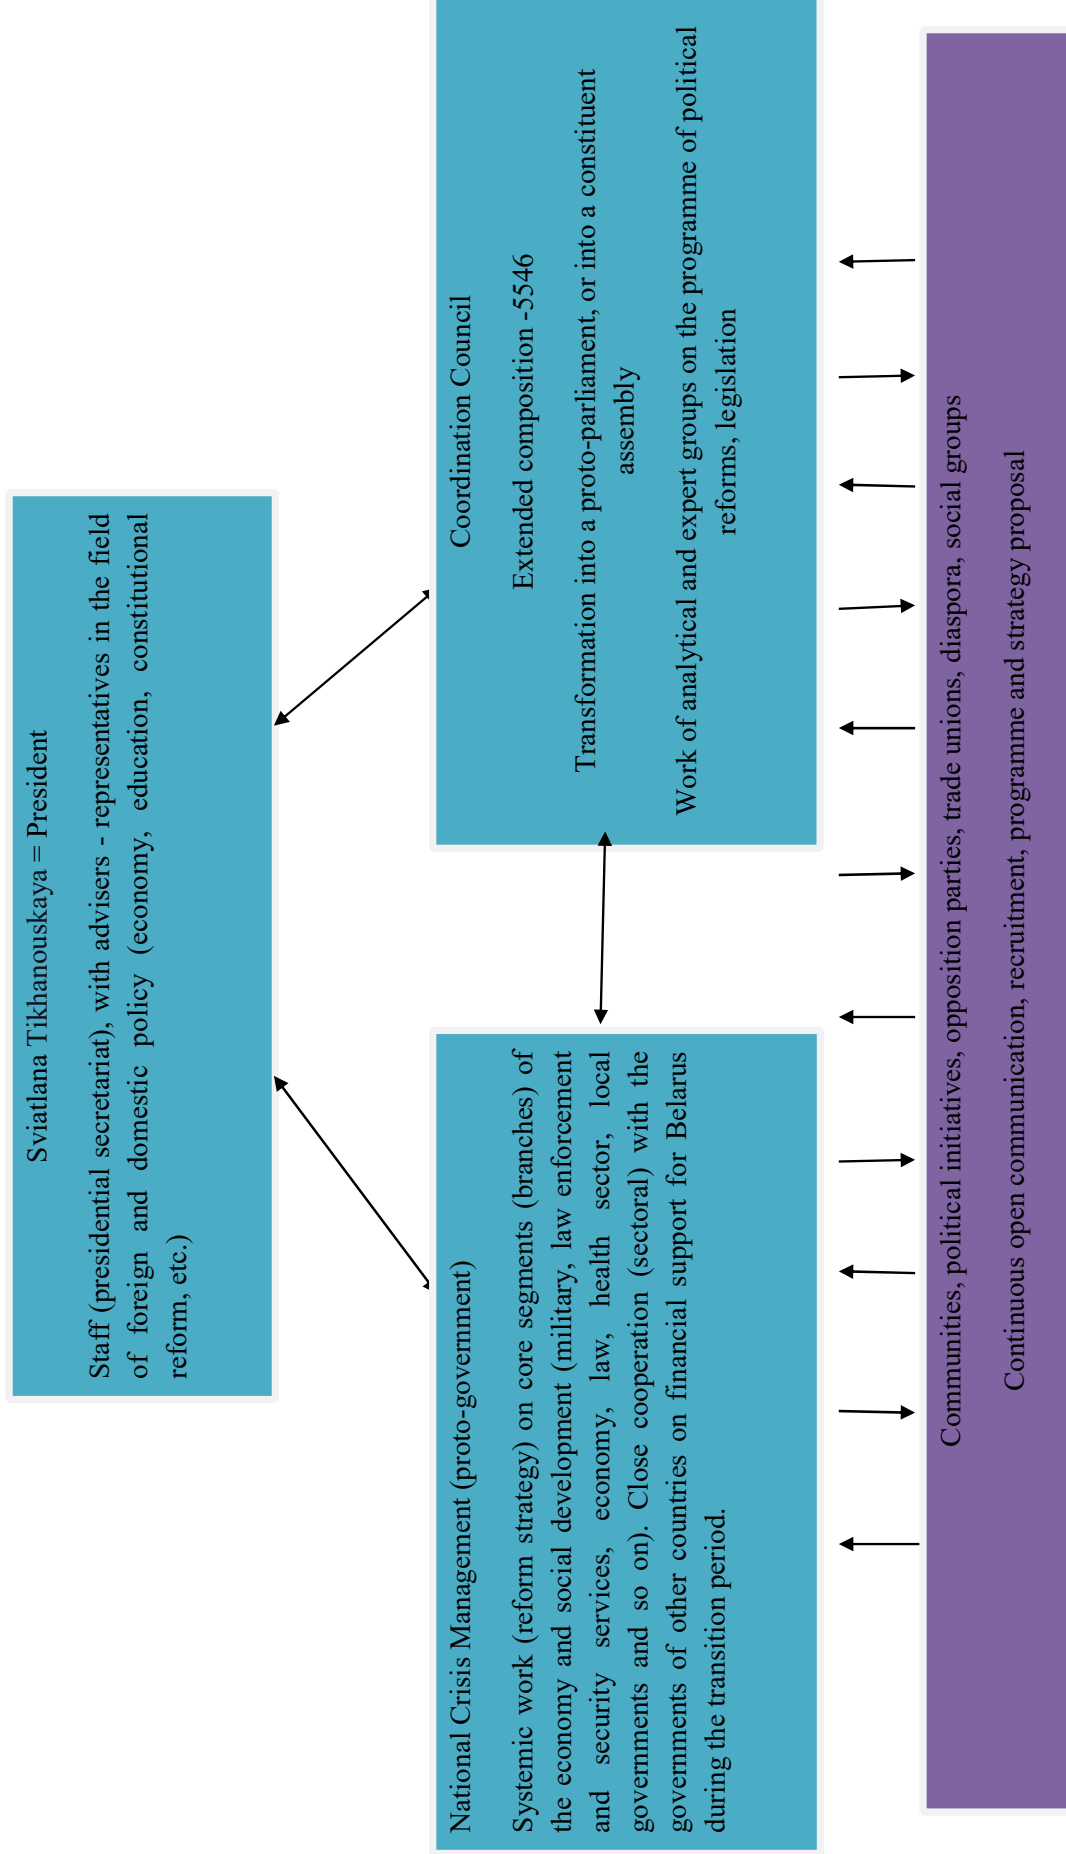 Sviatlana Tikhanouskaya = President
Staff (presidential secretariat), with advisers - representatives in the field
of foreign and domestic policy (economy, education, constitutional
reform, etc.)
National Crisis Management (proto-government)
Systemic work (reform strategy) on core segments (branches) of
the economy and social development (military, law enforcement
and security services, economy, law, health sector, local
governments and so on). Close cooperation (sectoral) with the
governments of other countries on financial support for Belarus
during the transition period.
Coordination Council
Extended composition -5546
Transformation into a proto-parliament, or into a constituent
assembly
Work of analytical and expert groups on the programme of political
reforms, legislation
Communities, political initiatives, opposition parties, trade unions, diaspora, social groups
Continuous open communication, recruitment, programme and strategy proposal